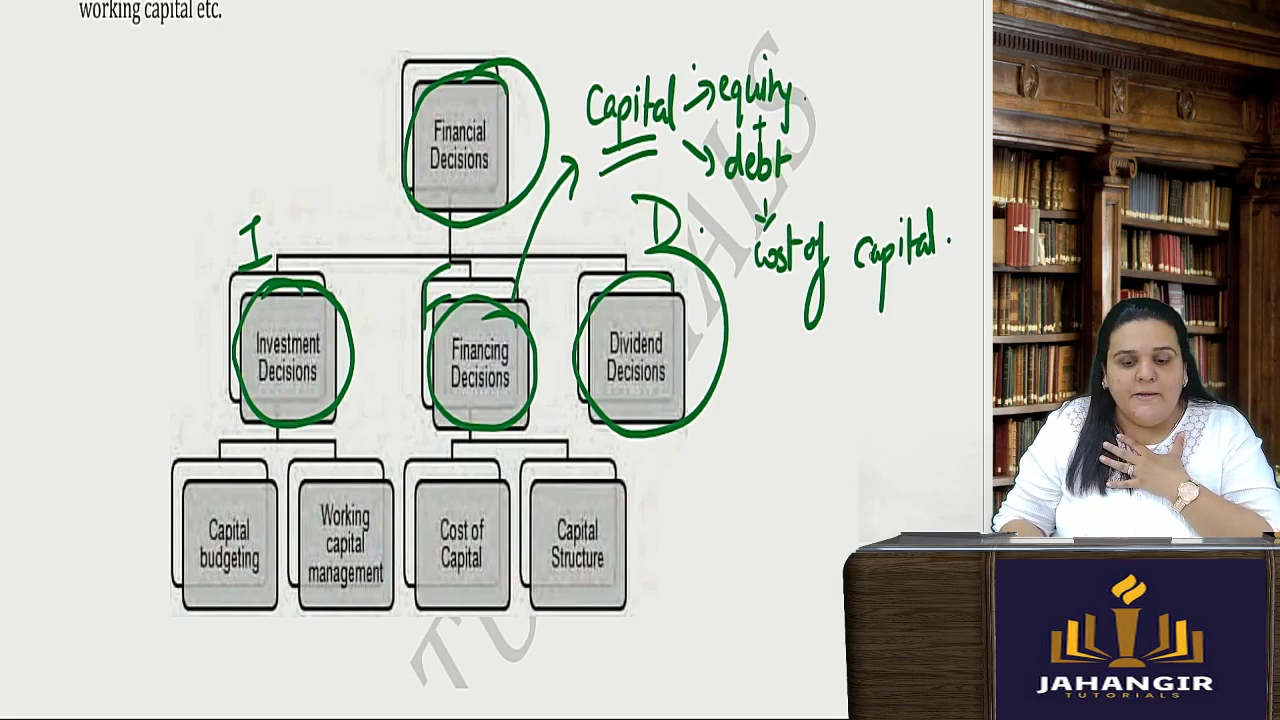 working capital etc.
Financial
Decisions
Capital → equity
+
→ debt
cost of capital.
I
D.
Investment
Decisions
Financing
Decisions
Dividend
Decisions
Capital
budgeting
Working
capital
management
Cost of
Capital
Capital
Structure
JAHANGIR
TUTORIALS